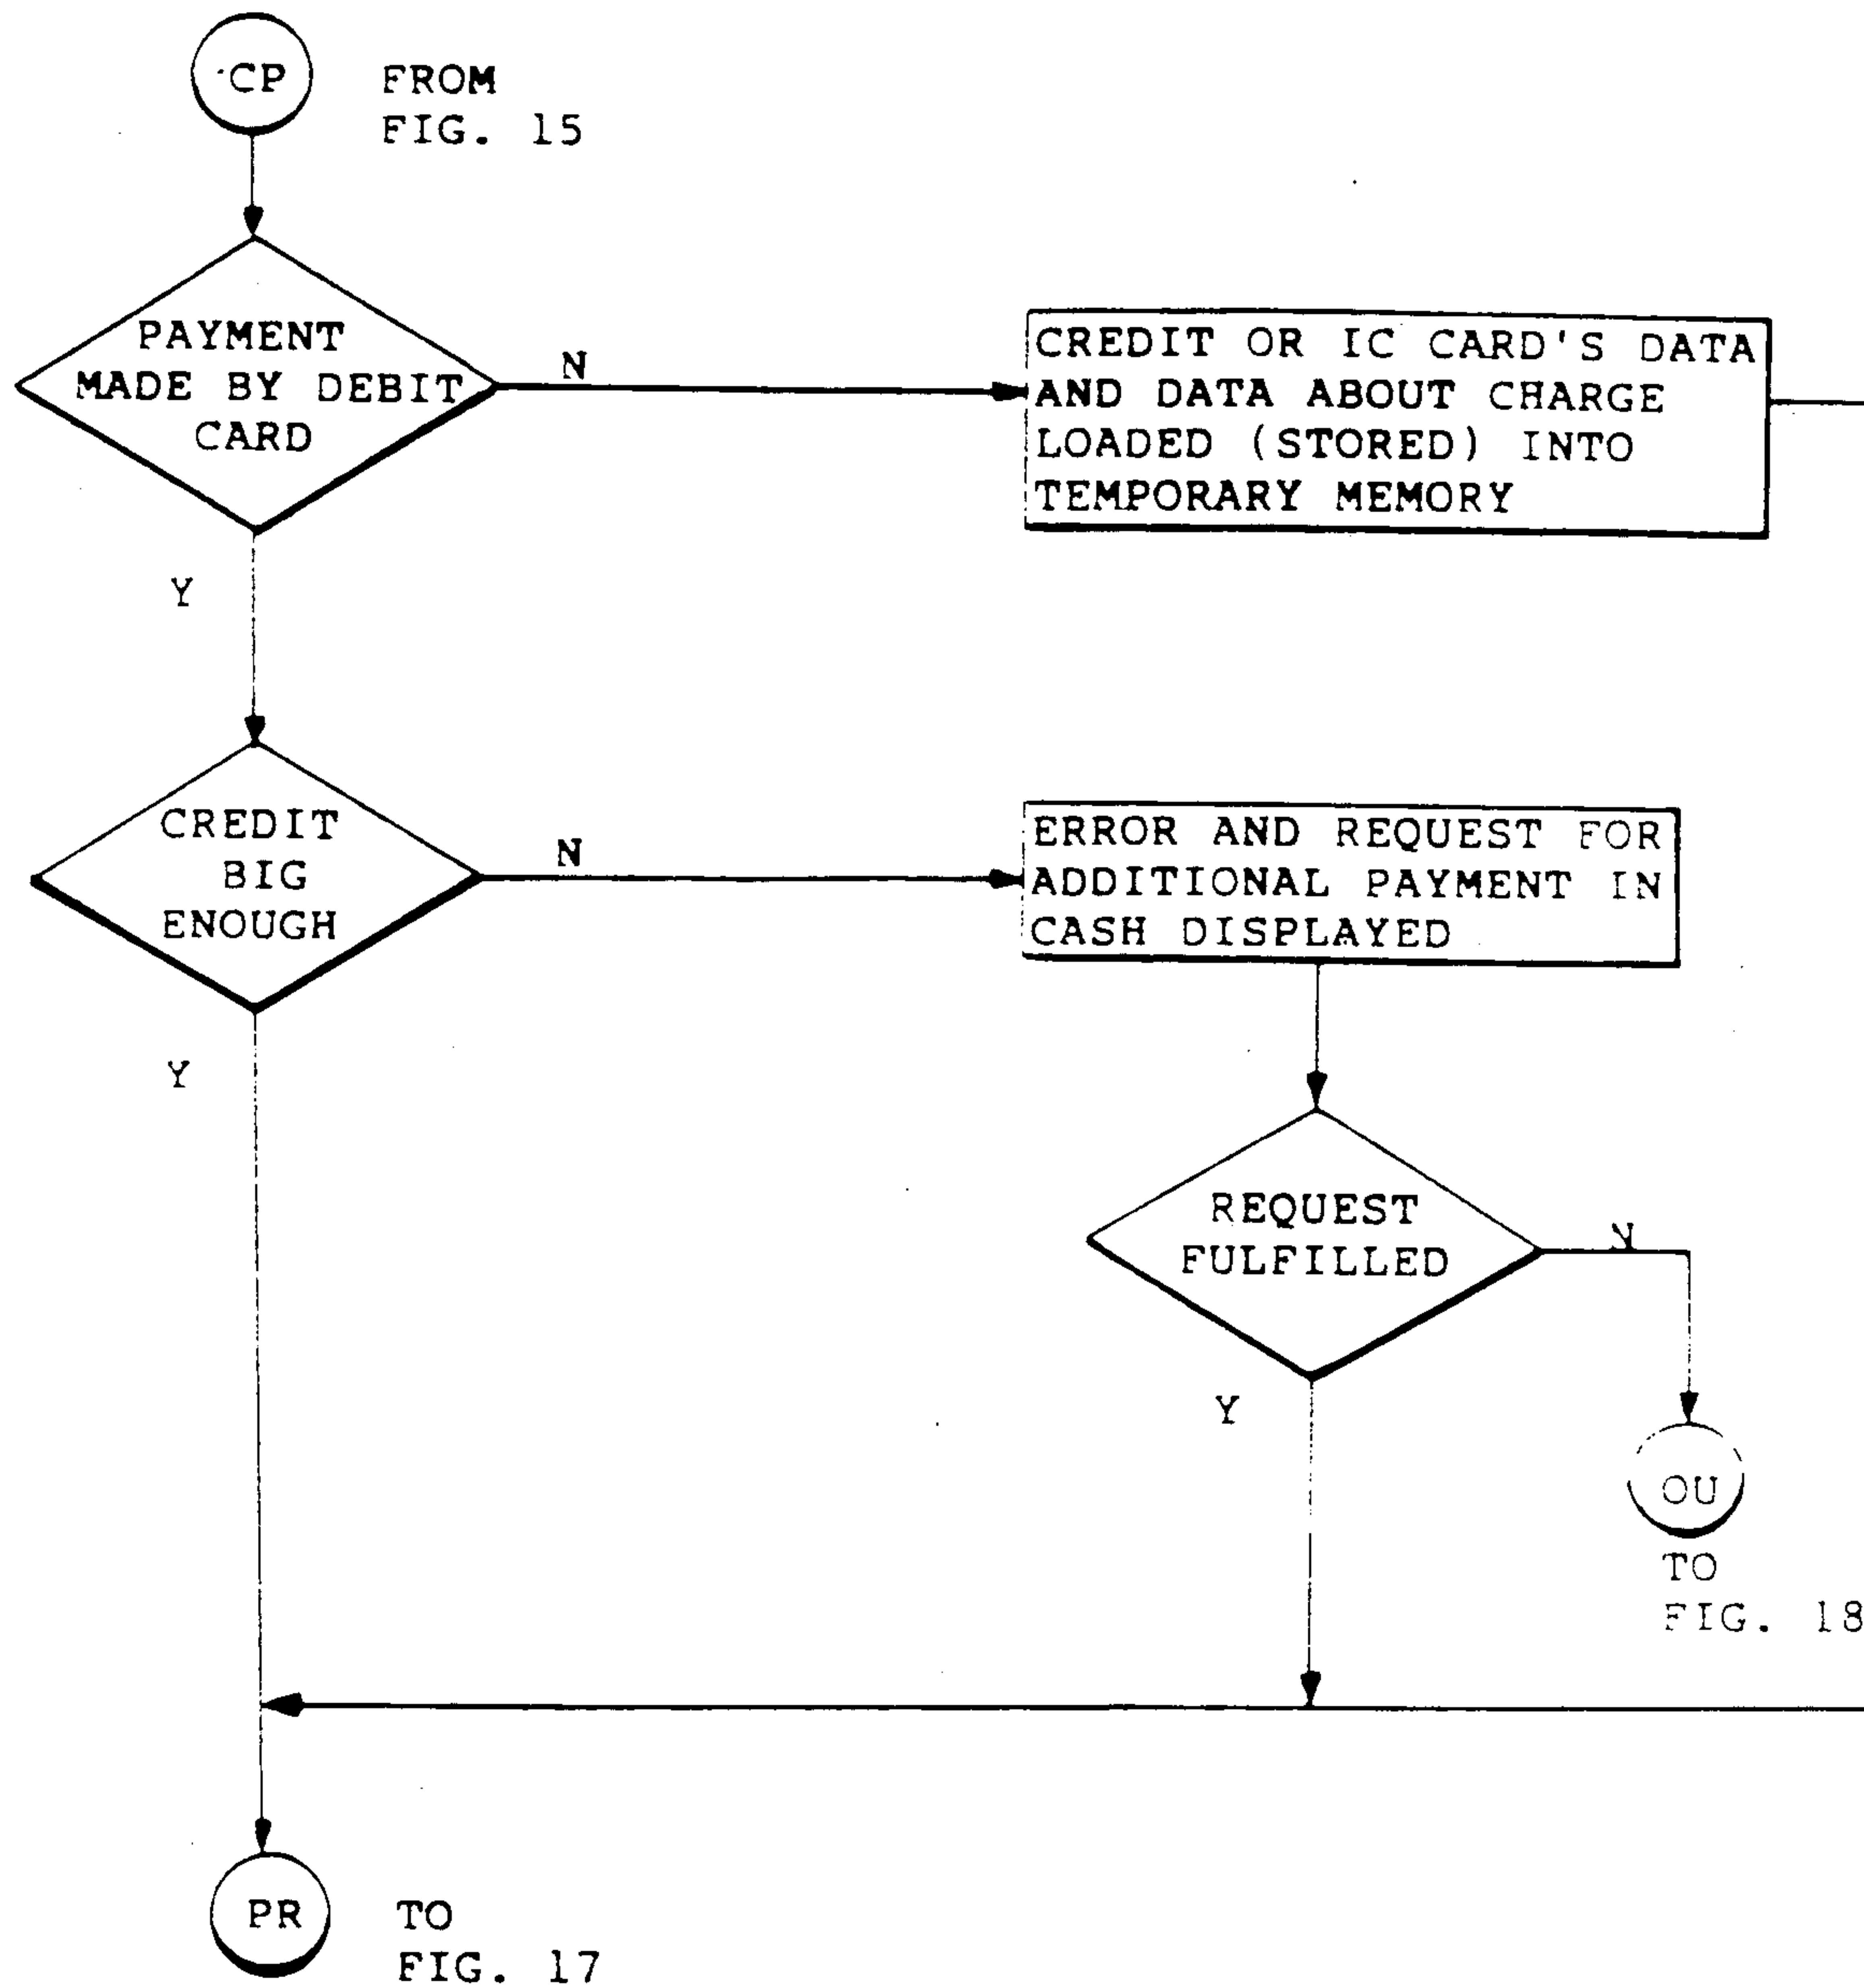 CP
FROM
FIG. 15
PAYMENT
MADE BY DEBIT
CARD
N
CREDIT OR IC CARD'S DATA
AND DATA ABOUT CHARGE
LOADED (STORED) INTO
TEMPORARY MEMORY
Y
CREDIT
BIG
ENOUGH
N
ERROR AND REQUEST FOR
ADDITIONAL PAYMENT IN
CASH DISPLAYED
Y
REQUEST
FULFILLED
N
Y
OU
TO
FIG. 18
PR
TO
FIG. 17